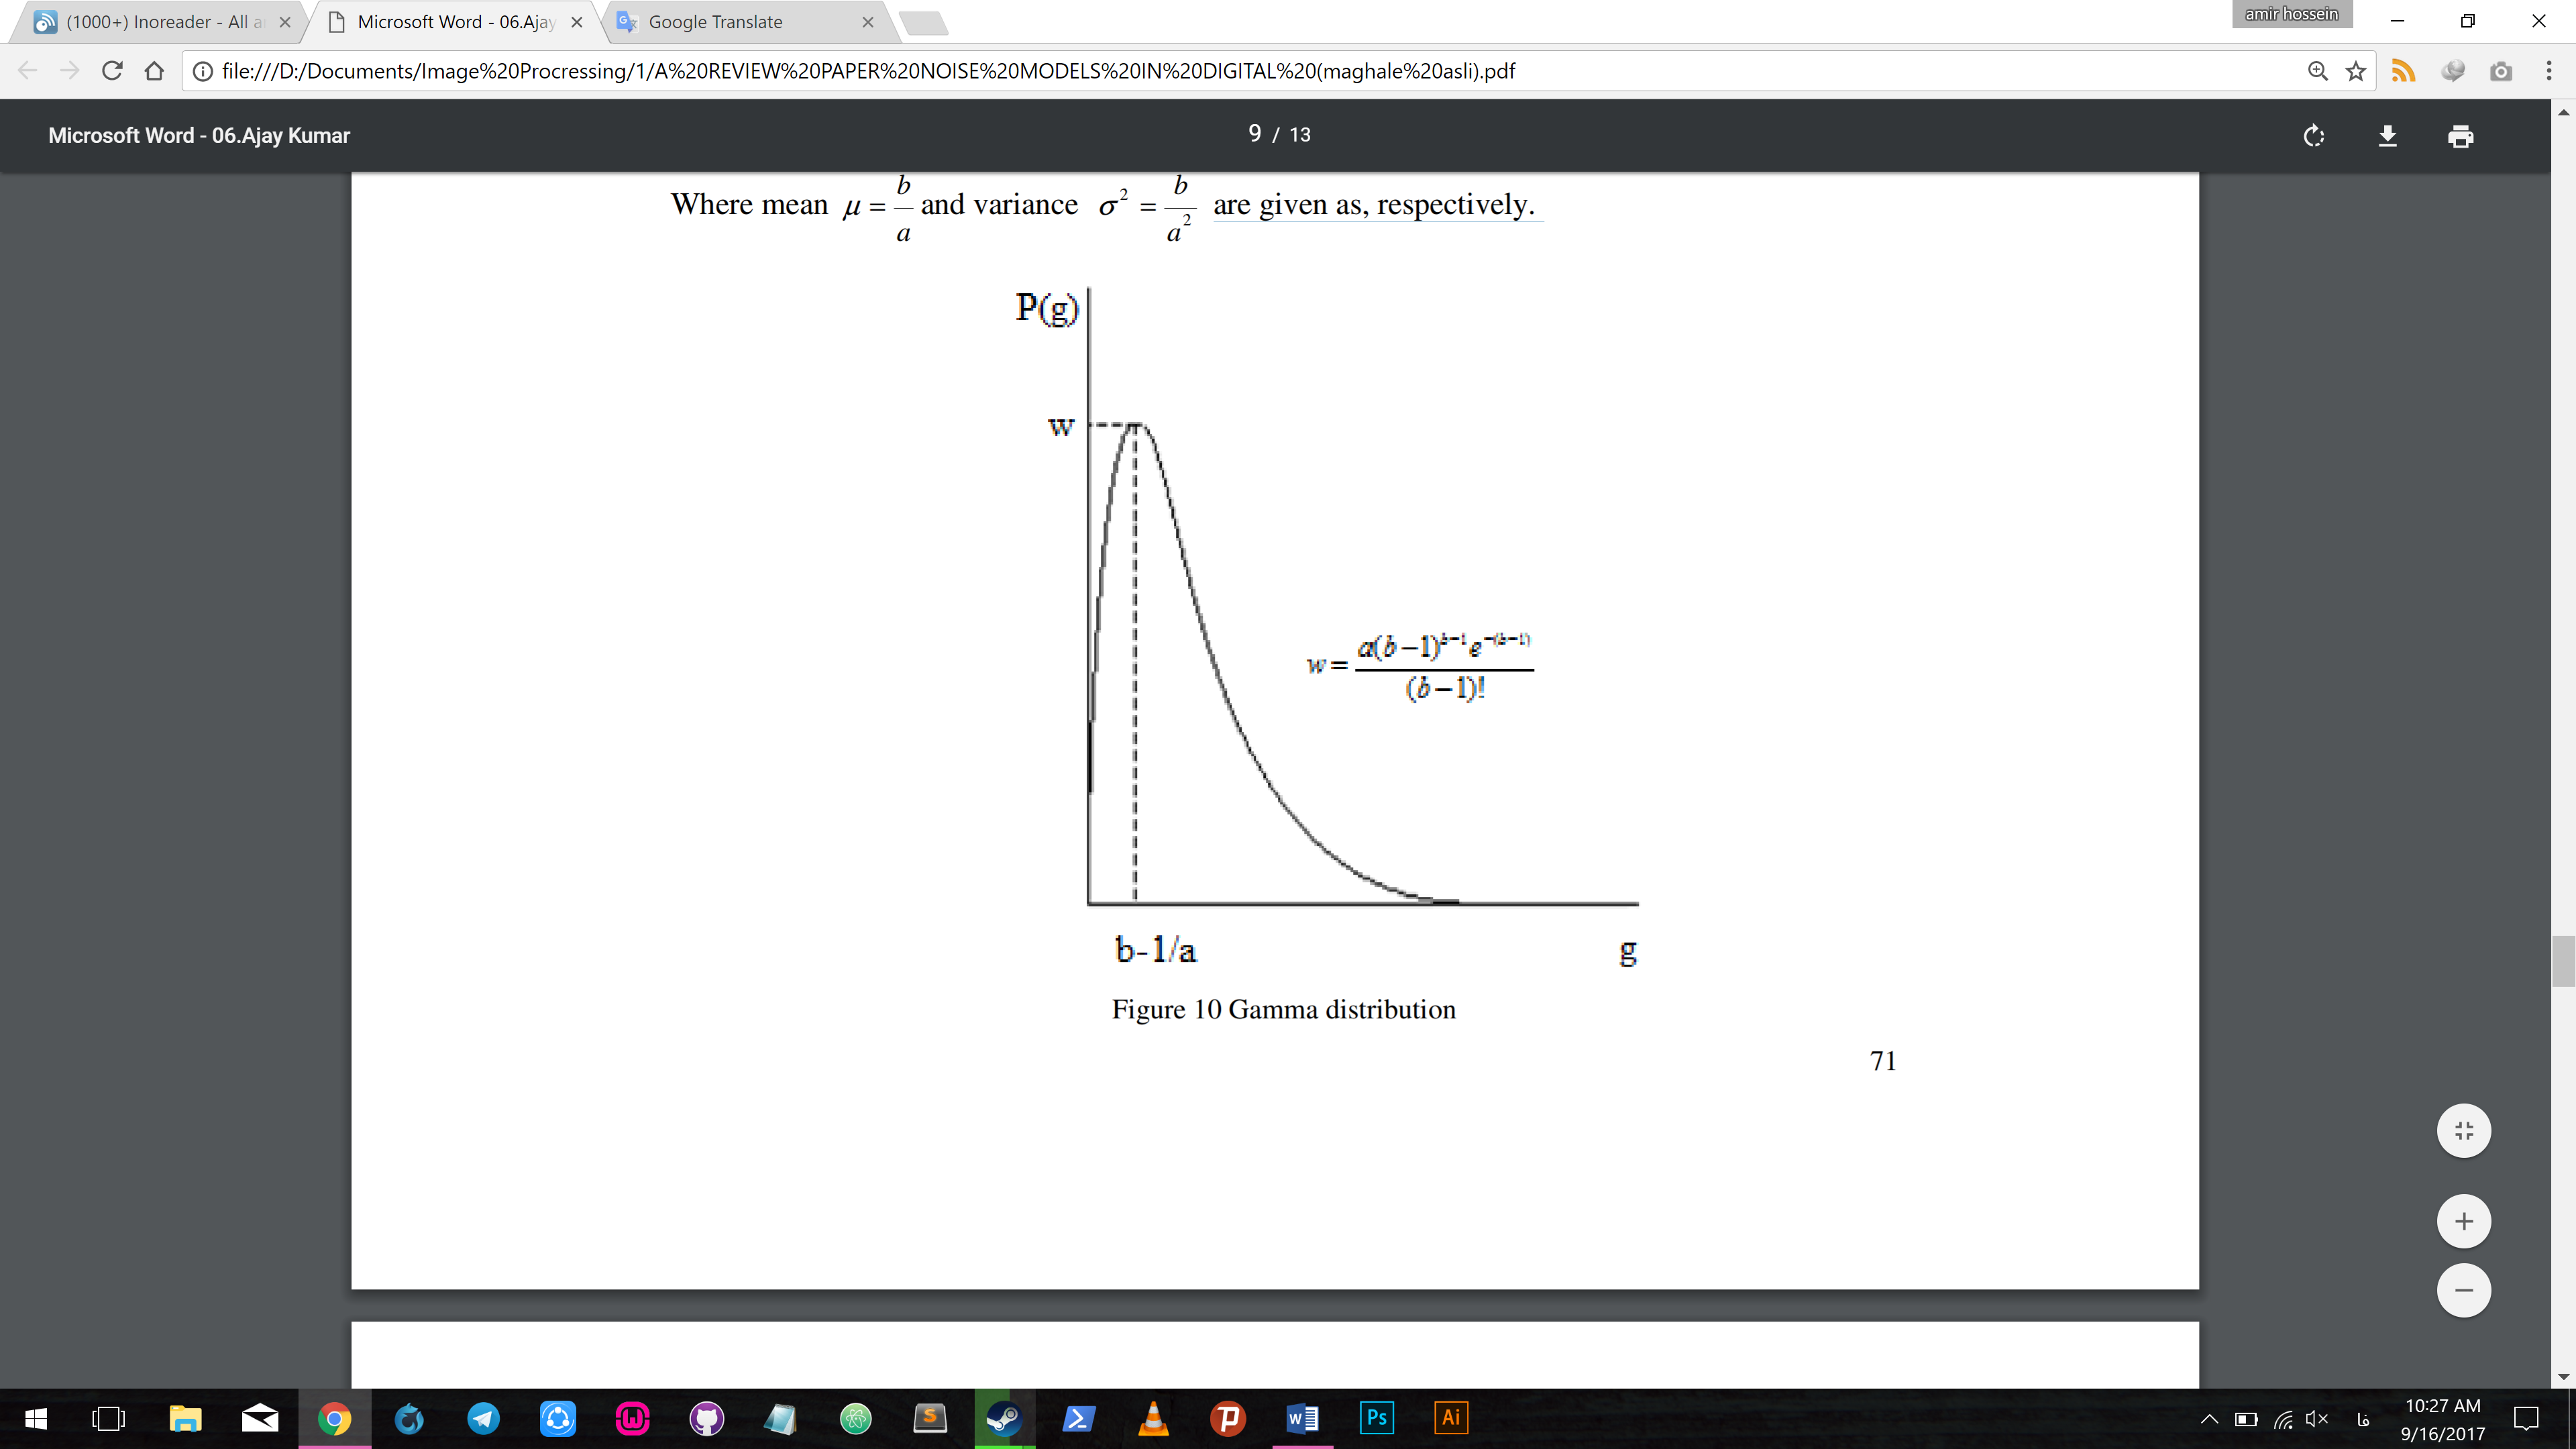 amir hossein
(1000+) Inoreader - All a
Microsoft Word - 06.Ajay
Google Translate
file:///D:/Documents/Image%20Procressing/1/A%20REVIEW%20PAPER%20NOISE%20MODELS%20IN%20DIGITAL%20(maghale%20asli).pdf
Microsoft Word - 06.Ajay Kumar
9 / 13
Where mean μ = b/a and variance σ² = b/a² are given as, respectively.
P(g)
w
w = a(b−1)^{b−1}e^{−(b−1)}/(b−1)!
b-1/a
g
Figure 10 Gamma distribution
71
S
W
Ps
Ai
فا
10:27 AM
9/16/2017